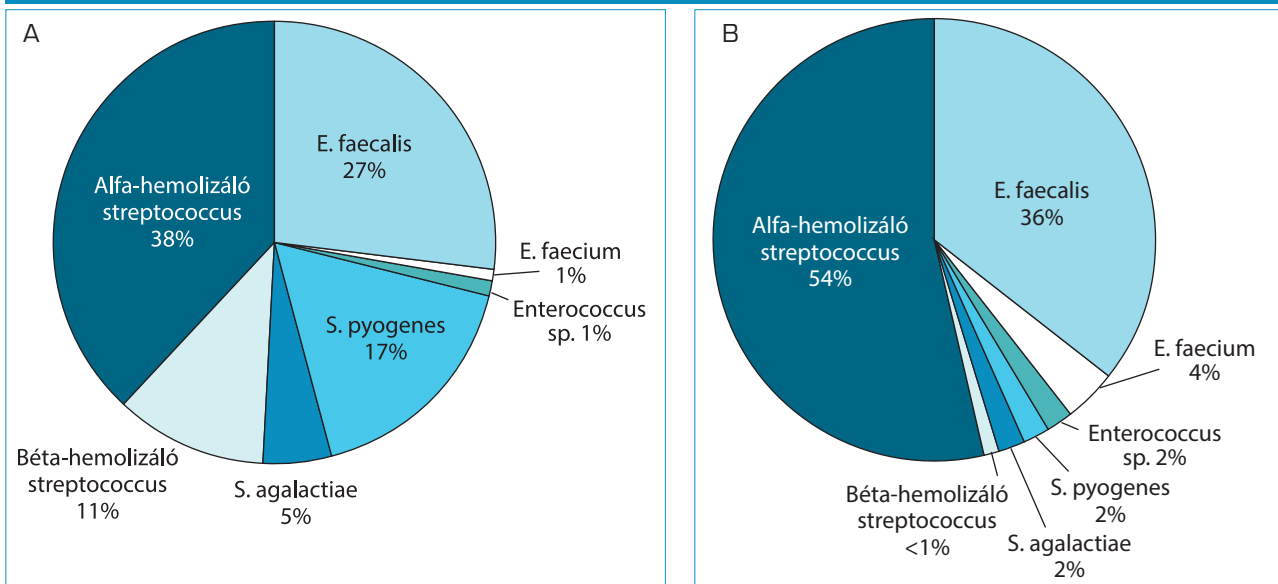 A
E. faecalis
27%
Alfa-hemolizáló
streptococcus
38%
E. faecium
1%
Enterococcus
sp. 1%
S. pyogenes
17%
Béta-hemolizáló
streptococcus
11%
S. agalactiae
5%
B
E. faecalis
36%
Alfa-hemolizáló
streptococcus
54%
E. faecium
4%
Enterococcus
sp. 2%
S. pyogenes
2%
Béta-hemolizáló
streptococcus
<1%
S. agalactiae
2%